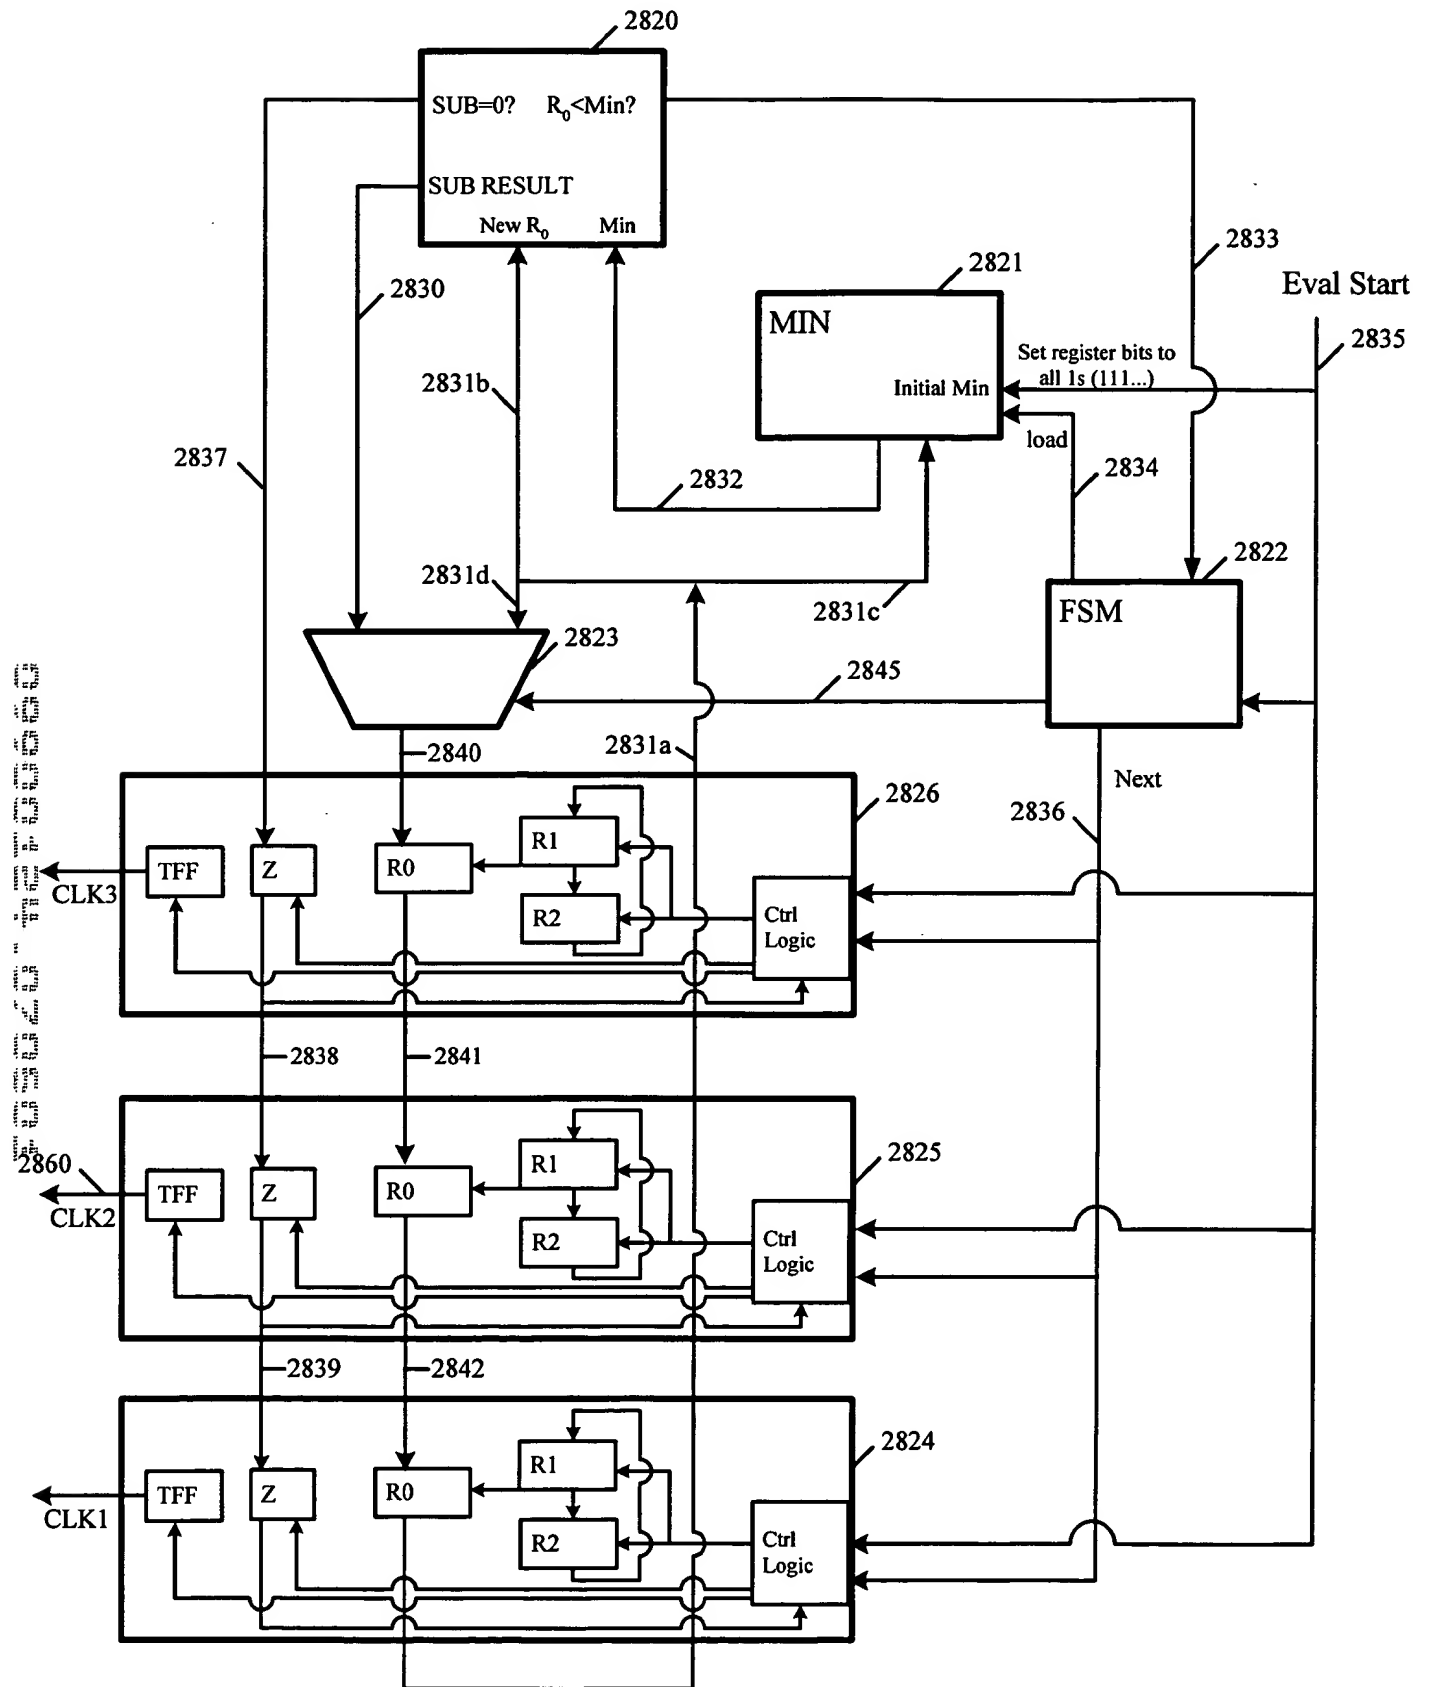 2820
SUB=0? R0<Min?
SUB RESULT
New R0 Min
2833
2821
Eval Start
2830
MIN
2835
Set register bits to
all 1s (111...)
2831b
Initial Min
load
2837
2834
2832
2822
2831d
2831c
FSM
2823
2845
2831a
2840
Next
2826
2836
R1
TFF
Z
R0
CLK3
R2
Ctrl
Logic
2838
2841
2860
2825
R1
TFF
Z
R0
CLK2
R2
Ctrl
Logic
2839
2842
2824
R1
TFF
Z
R0
CLK1
R2
Ctrl
Logic